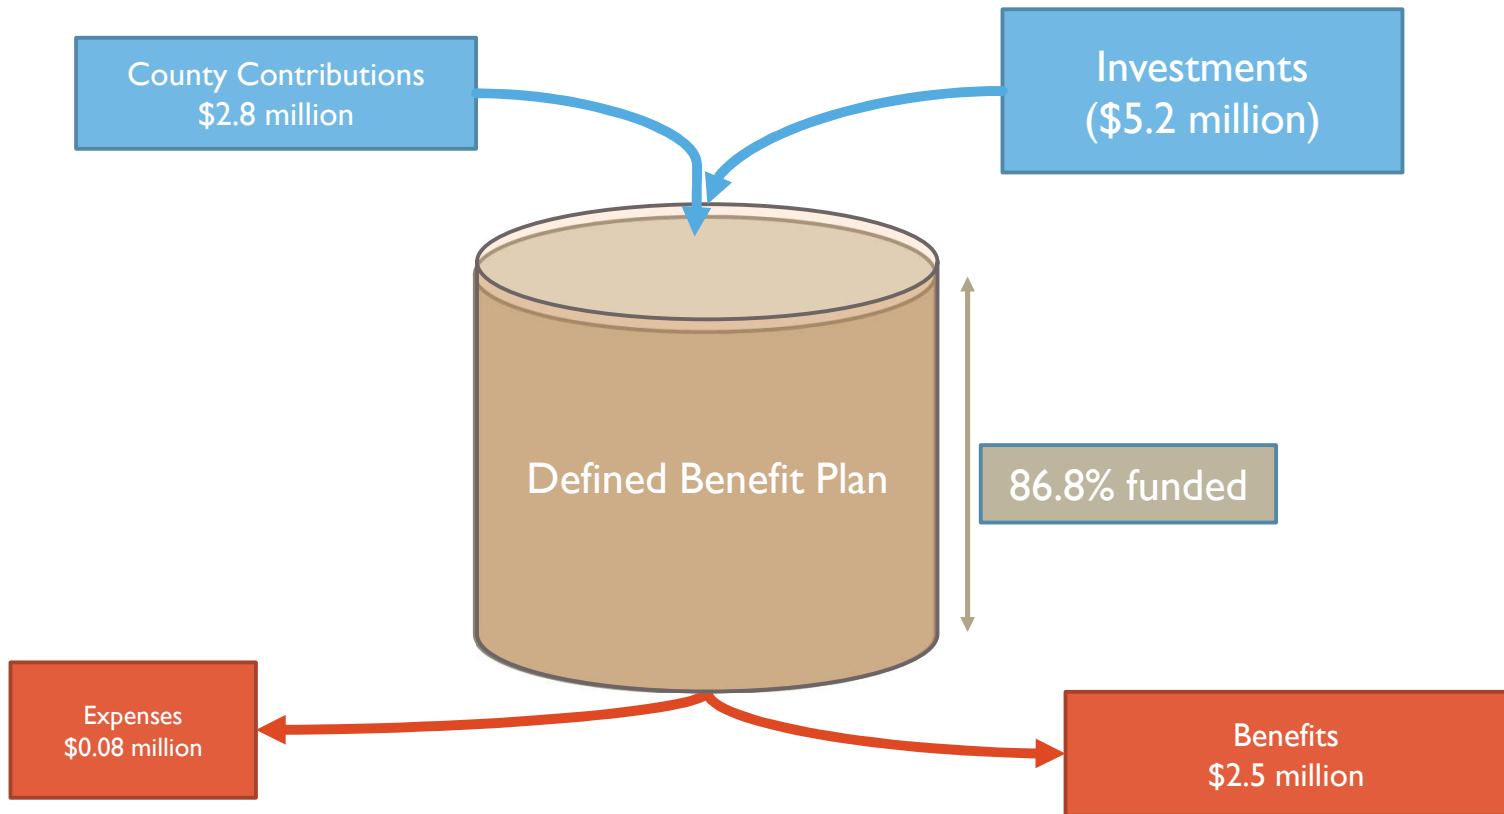 County Contributions
$2.8 million
Investments
($5.2 million)
Defined Benefit Plan
86.8% funded
Expenses
$0.08 million
Benefits
$2.5 million